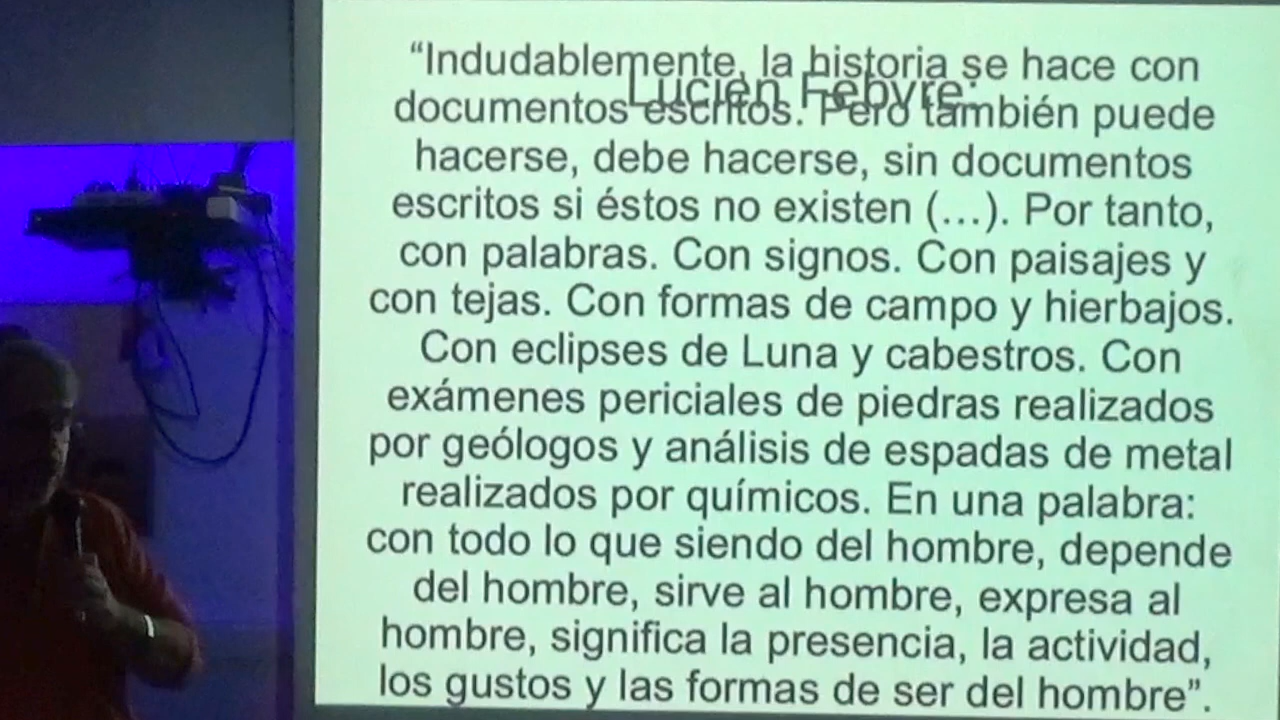 Lucien Febvre:
“Indudablemente, la historia se hace con
documentos escritos. Pero también puede
hacerse, debe hacerse, sin documentos
escritos si éstos no existen (...). Por tanto,
con palabras. Con signos. Con paisajes y
con tejas. Con formas de campo y hierbajos.
Con eclipses de Luna y cabestros. Con
exámenes periciales de piedras realizados
por geólogos y análisis de espadas de metal
realizados por químicos. En una palabra:
con todo lo que siendo del hombre, depende
del hombre, sirve al hombre, expresa al
hombre, significa la presencia, la actividad,
los gustos y las formas de ser del hombre”.